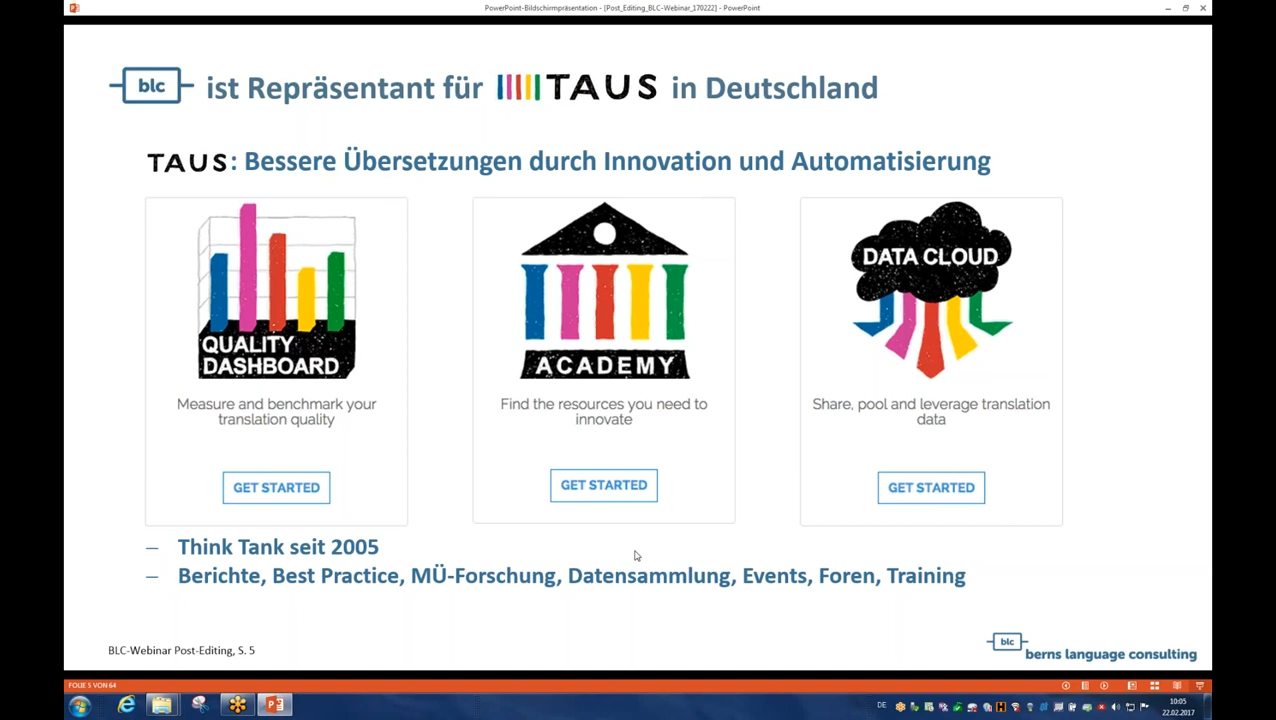 PowerPoint-Bildschirmpräsentation - [Post_Editing_BLC-Webinar_170222] - PowerPoint
blc ist Repräsentant für TAUS in Deutschland
TAUS: Bessere Übersetzungen durch Innovation und Automatisierung
QUALITY
DASHBOARD
Measure and benchmark your
translation quality
GET STARTED
ACADEMY
Find the resources you need to
innovate
GET STARTED
DATA CLOUD
Share, pool and leverage translation
data
GET STARTED
– Think Tank seit 2005
– Berichte, Best Practice, MÜ-Forschung, Datensammlung, Events, Foren, Training
BLC-Webinar Post-Editing, S. 5
blc
berns language consulting
FOLIE 5 VON 64
DE
10:05
22.02.2017